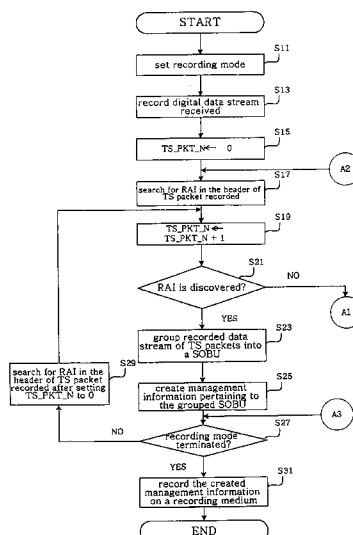 START
S11
set recording mode
S13
record digital data stream
received
S15
TS_PKT_N← 0
A2
S17
search for RAI in the header of
TS packet recorded
S19
TS_PKT_N←
TS_PKT_N + 1
S21
RAI is discovered?
NO
A1
YES
S23
group recorded data
stream of TS packets into
a SOBU
S29
search for RAI in the
header of TS packet
recorded after setting
TS_PKT_N to 0
S25
create management
information pertaining to
the grouped SOBU
A3
S27
NO
recording mode
terminated?
YES
S31
record the created
management information
on a recording medium
END